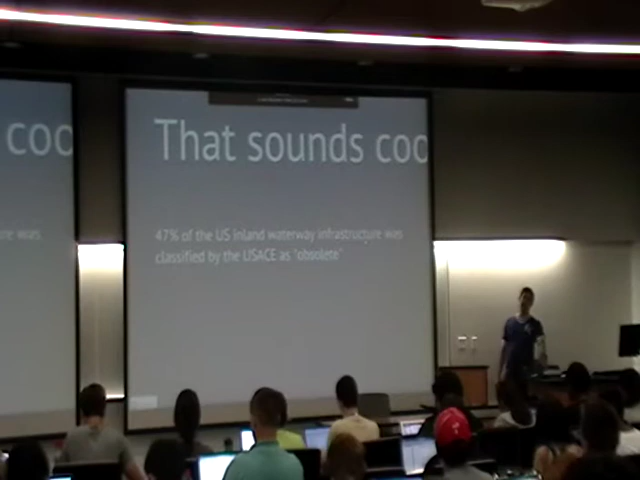 coo
That sounds coo
re was
47% of the US inland waterway infrastructure was
classified by the USACE as "obsolete"